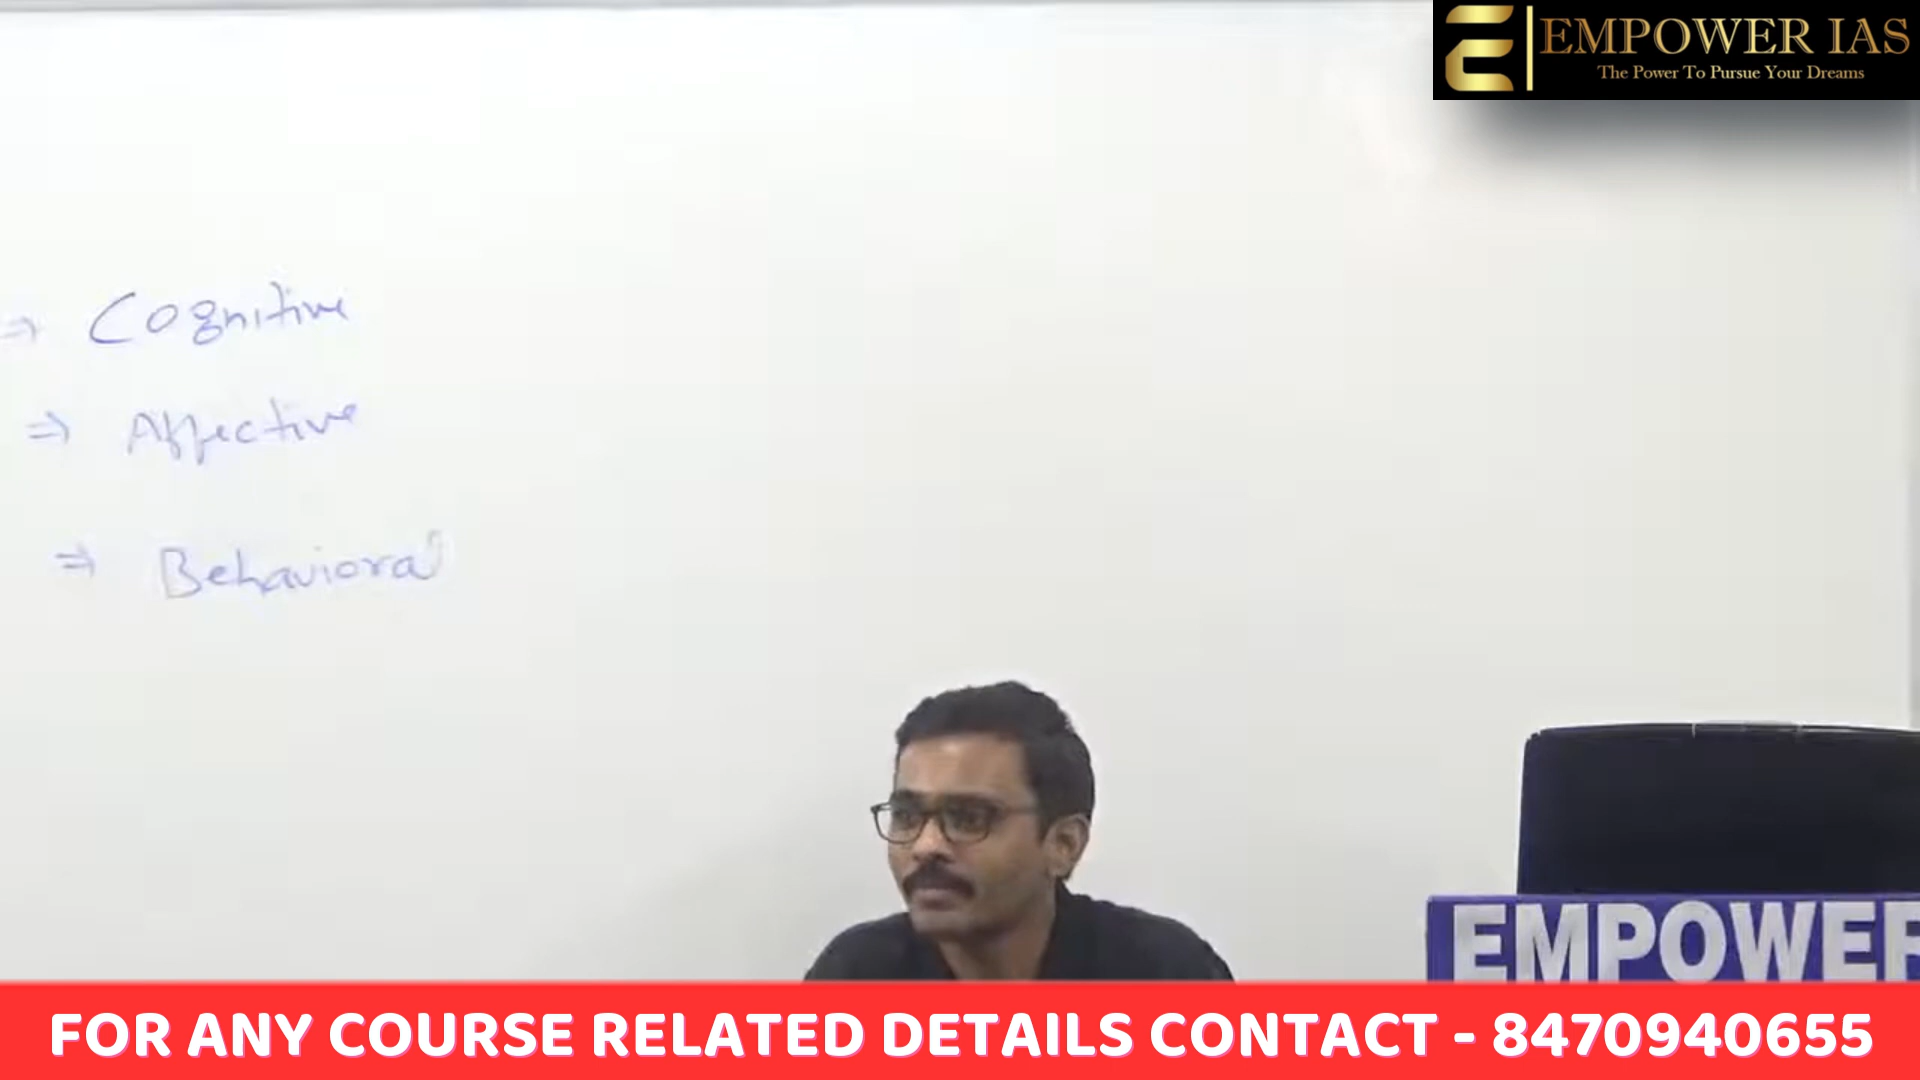 EMPOWER IAS
The Power To Pursue Your Dreams
⇒ Cognitive
⇒ Affective
⇒ Behavioral
EMPOWER
FOR ANY COURSE RELATED DETAILS CONTACT - 8470940655